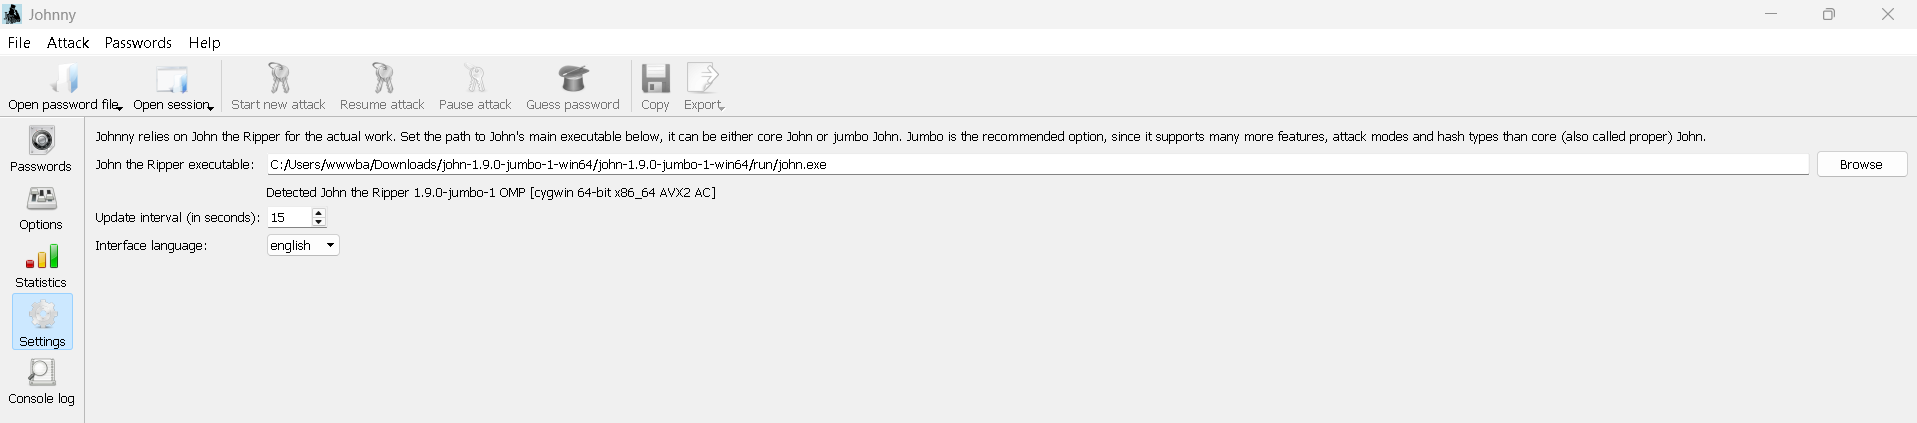 Johnny
File Attack Passwords Help
Open password file Open session Start new attack Resume attack Pause attack Guess password Copy Export
Passwords
Options
Statistics
Settings
Console log
Johnny relies on John the Ripper for the actual work. Set the path to John's main executable below, it can be either core John or jumbo John. Jumbo is the recommended option, since it supports many more features, attack modes and hash types than core (also called proper) John.
John the Ripper executable: C:/Users/wwwba/Downloads/john-1.9.0-jumbo-1-win64/john-1.9.0-jumbo-1-win64/run/john.exe Browse
Detected John the Ripper 1.9.0-jumbo-1 OMP [cygwin 64-bit x86_64 AVX2 AC]
Update interval (in seconds): 15
Interface language: english